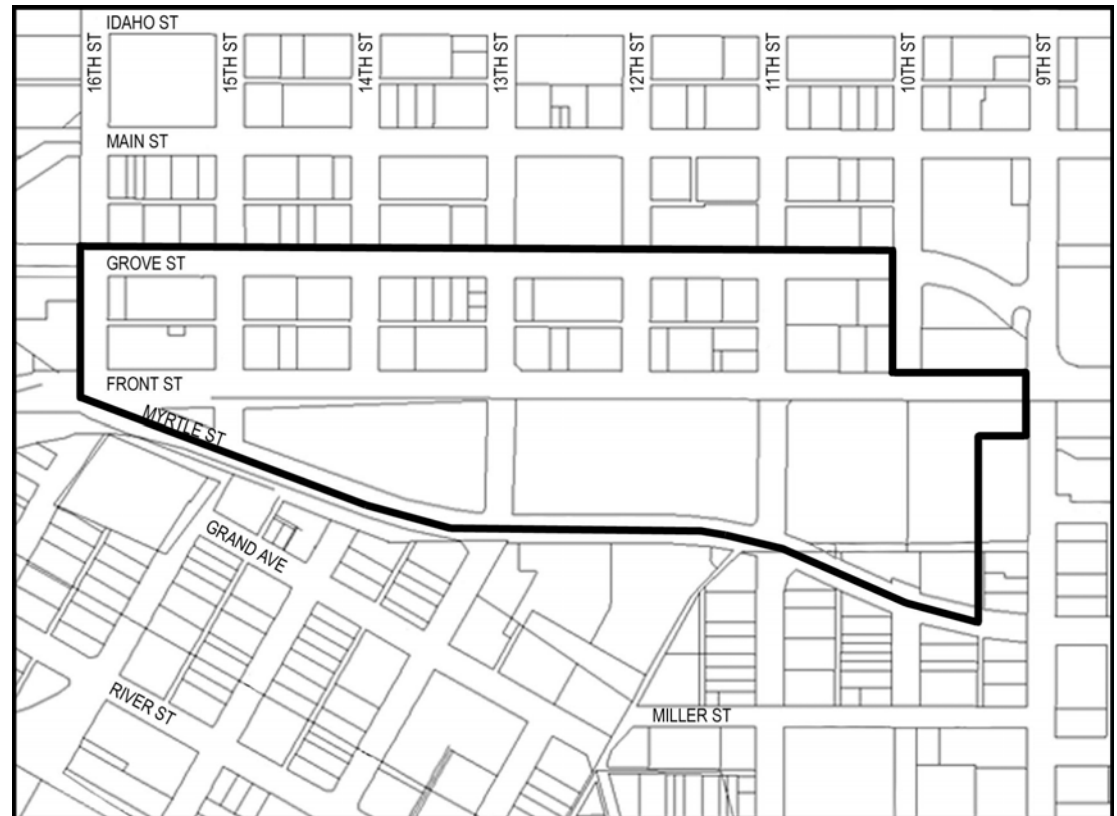 IDAHO ST
16TH ST
15TH ST
14TH ST
13TH ST
12TH ST
11TH ST
10TH ST
9TH ST
MAIN ST
GROVE ST
FRONT ST
MYRTLE ST
GRAND AVE
RIVER ST
MILLER ST